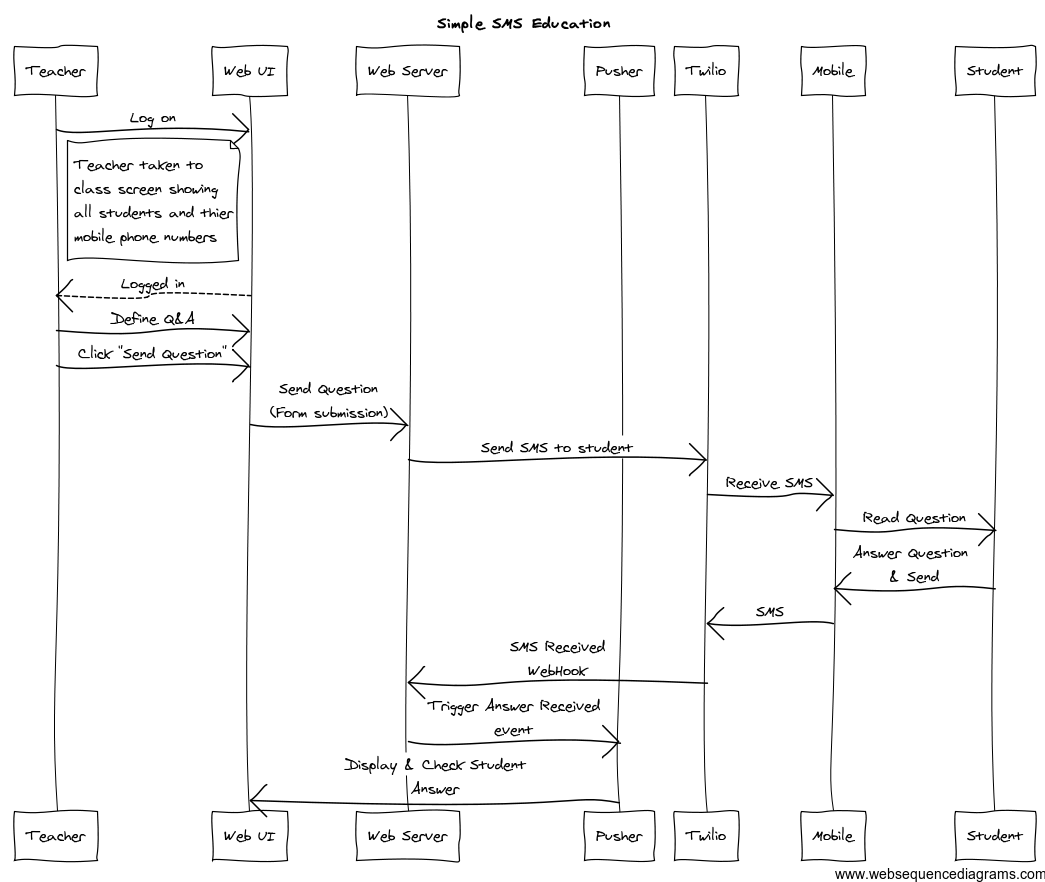 Simple SMS Education
Teacher
Web UI
Web Server
Pusher
Twilio
Mobile
Student
Log on
Teacher taken to
class screen showing
all students and thier
mobile phone numbers
Logged in
Define Q&A
Click "Send Question"
Send Question
(Form submission)
Send SMS to student
Receive SMS
Read Question
Answer Question
& Send
SMS
SMS Received
WebHook
Trigger Answer Received
event
Display & Check Student
Answer
Teacher
Web UI
Web Server
Pusher
Twilio
Mobile
Student
www.websequencediagrams.com